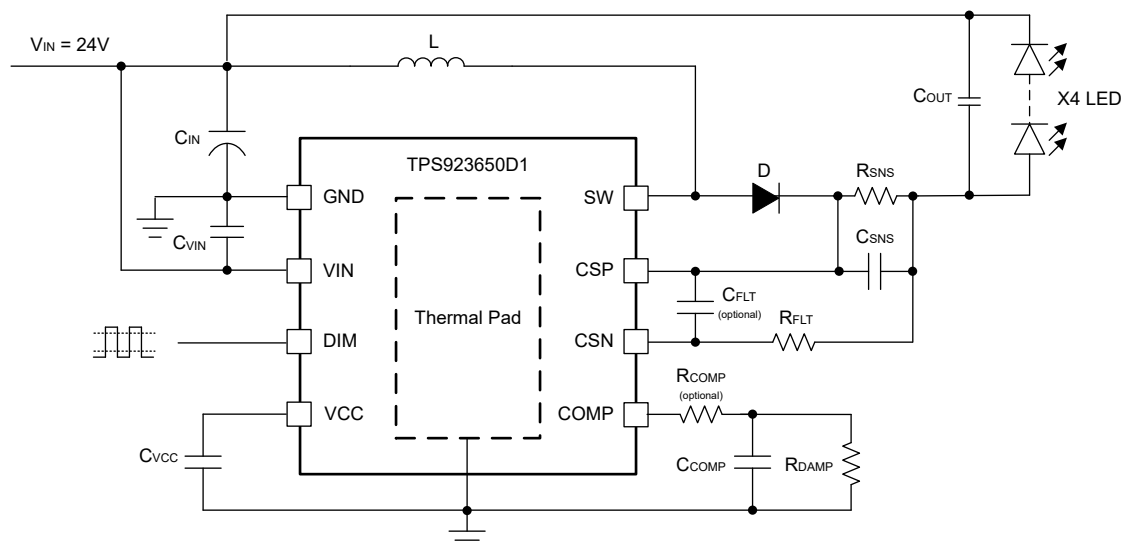 VIN = 24V
L
COUT
X4 LED
CIN
TPS923650D1
D
RSNS
GND
SW
CSNS
CVIN
VIN
CSP
CFLT
(optional)
Thermal Pad
RFLT
DIM
CSN
RCOMP
(optional)
VCC
COMP
CVCC
CCOMP
RDAMP